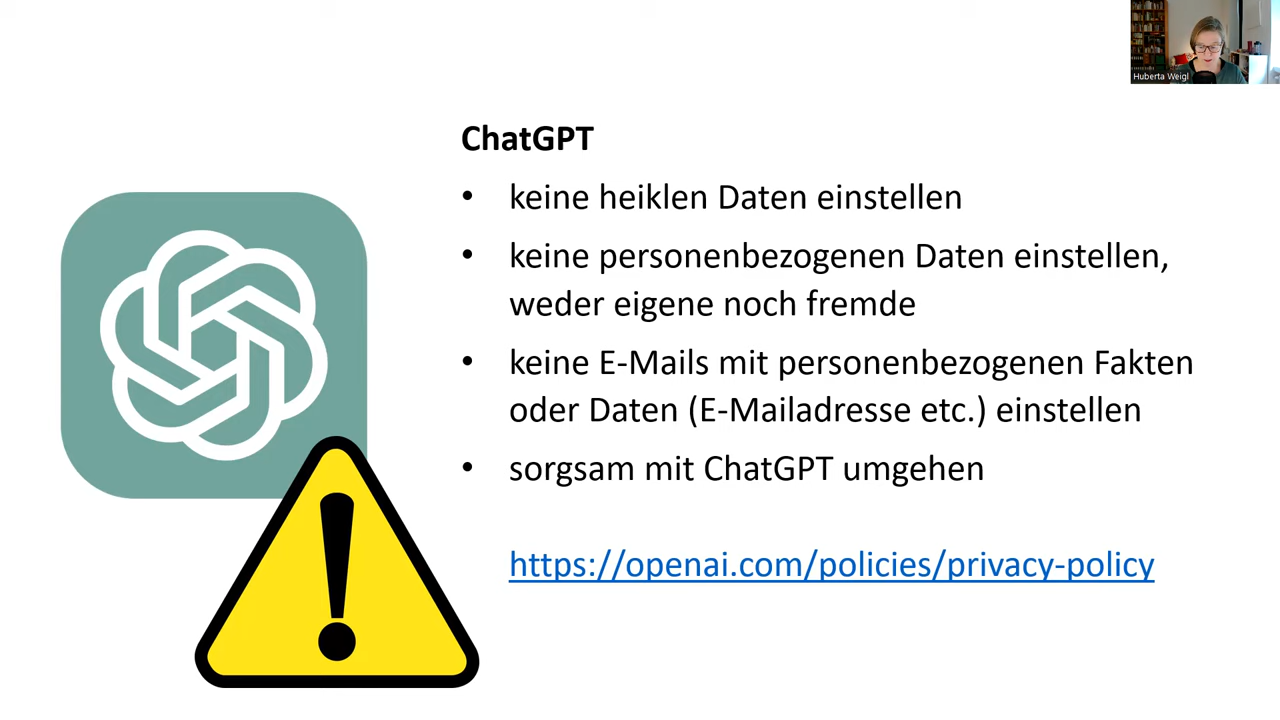 Huberta Weigl
ChatGPT
• keine heiklen Daten einstellen
• keine personenbezogenen Daten einstellen,
weder eigene noch fremde
• keine E-Mails mit personenbezogenen Fakten
oder Daten (E-Mailadresse etc.) einstellen
• sorgsam mit ChatGPT umgehen
https://openai.com/policies/privacy-policy